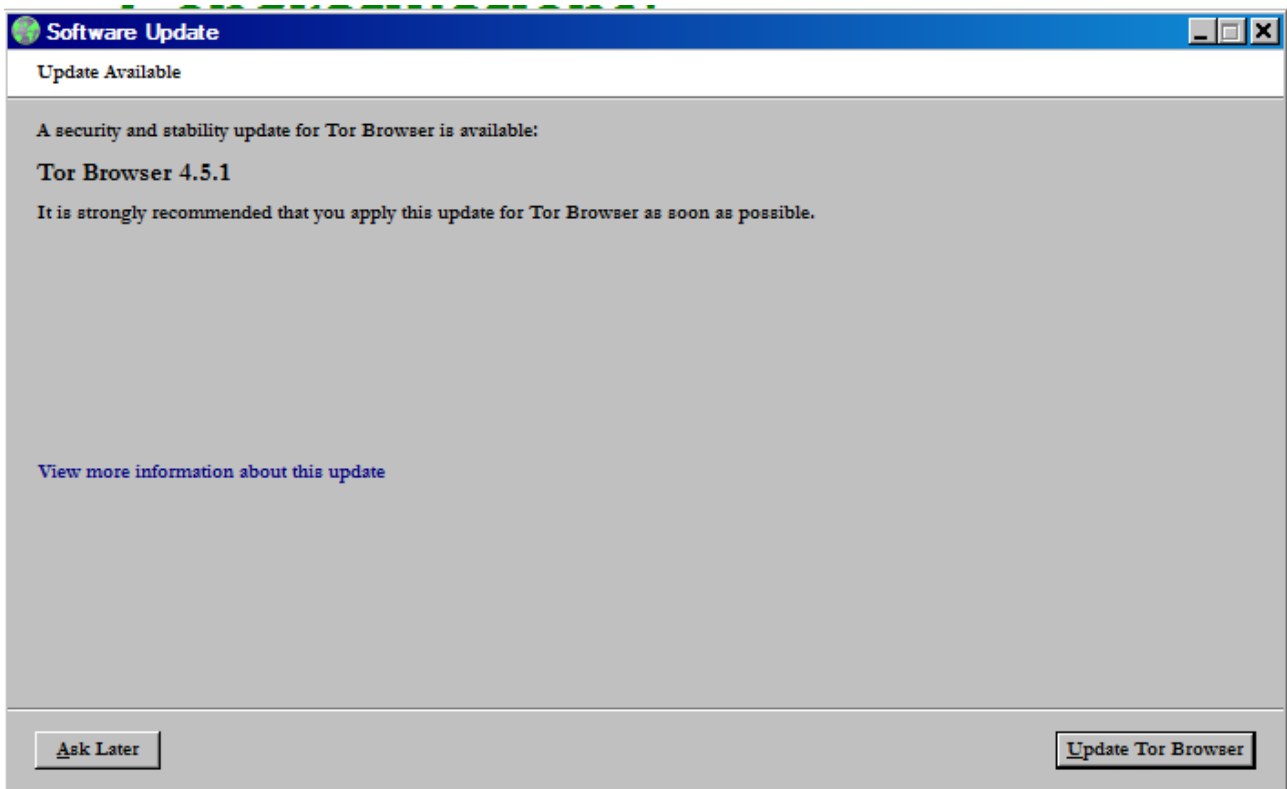 Software Update
Update Available
A security and stability update for Tor Browser is available:
Tor Browser 4.5.1
It is strongly recommended that you apply this update for Tor Browser as soon as possible.
View more information about this update
Ask Later
Update Tor Browser